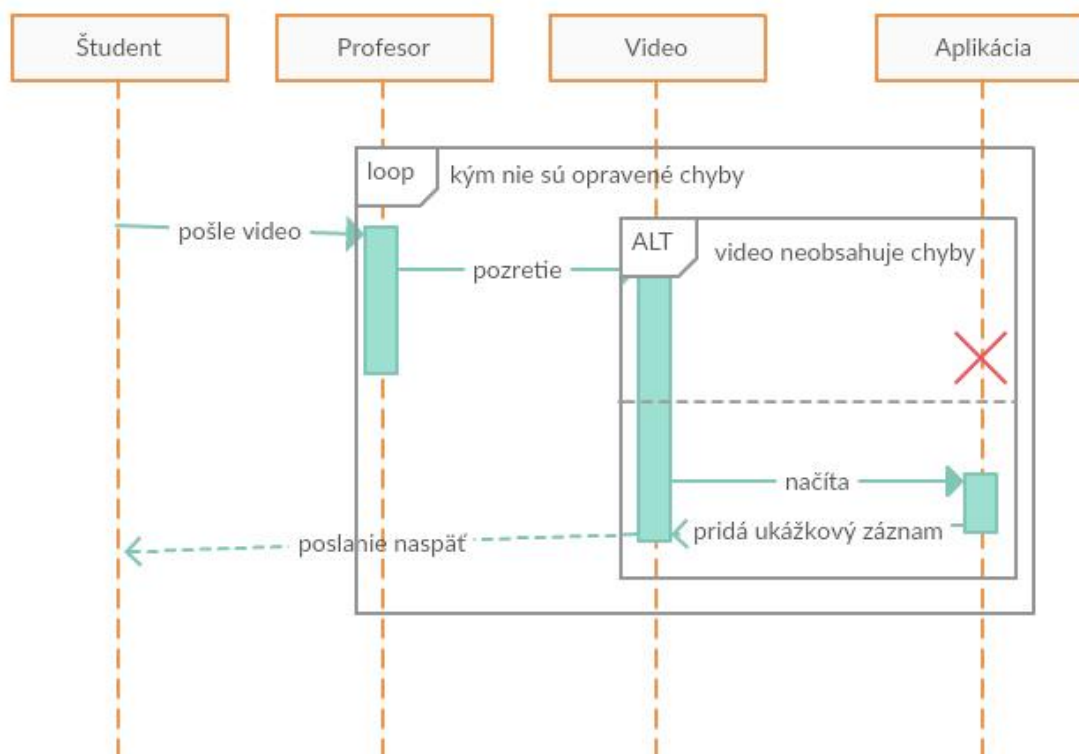 Študent
Profesor
Video
Aplikácia
loop
kým nie sú opravené chyby
pošle video
ALT
video neobsahuje chyby
pozretie
načíta
pridá ukážkový záznam
poslanie naspäť